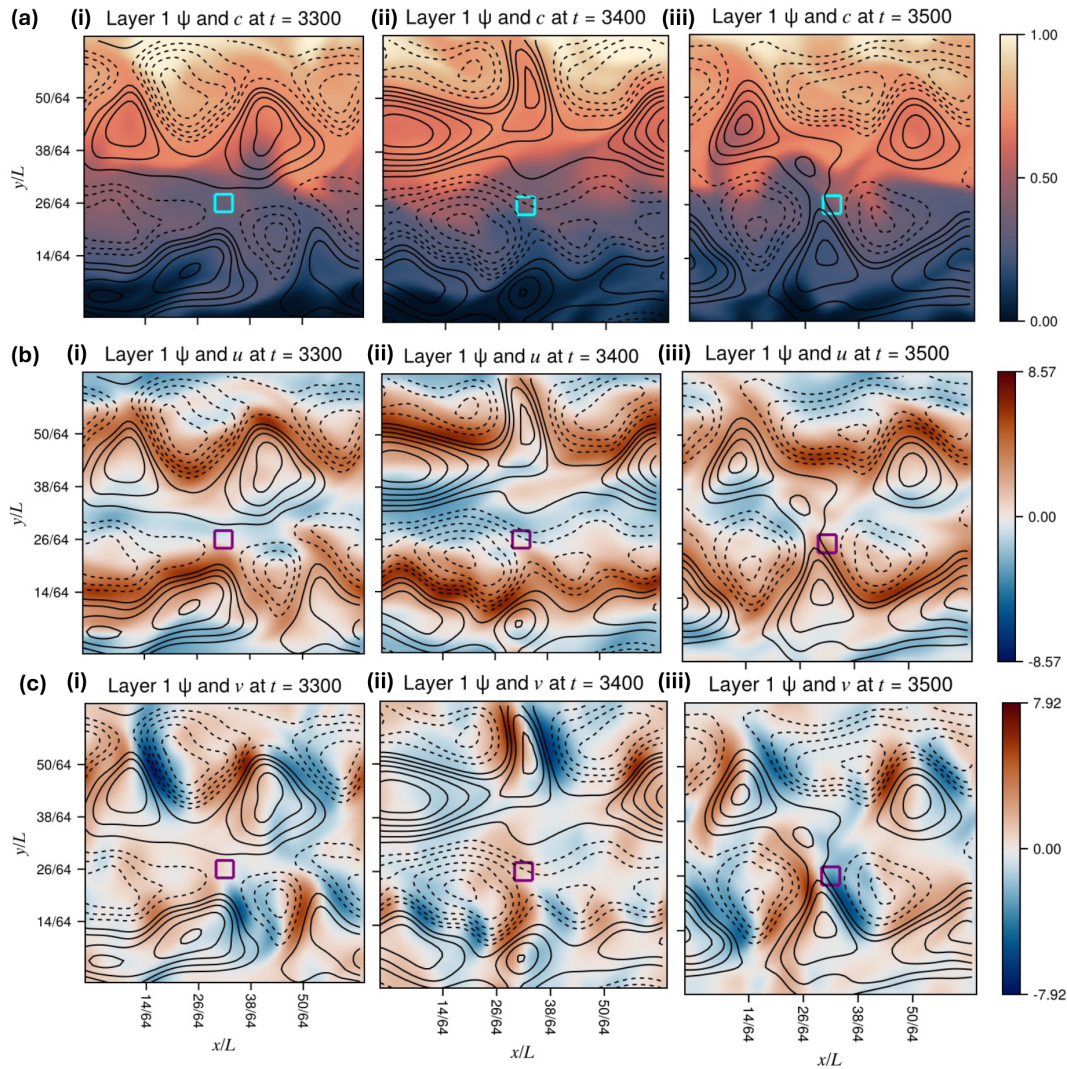 (a) (i) Layer 1 ψ and c at t = 3300 (ii) Layer 1 ψ and c at t = 3400 (iii) Layer 1 ψ and c at t = 3500
y/L
50/64
38/64
26/64
14/64
1.00
0.50
0.00
(b) (i) Layer 1 ψ and u at t = 3300 (ii) Layer 1 ψ and u at t = 3400 (iii) Layer 1 ψ and u at t = 3500
y/L
50/64
38/64
26/64
14/64
8.57
0.00
-8.57
(c) (i) Layer 1 ψ and v at t = 3300 (ii) Layer 1 ψ and v at t = 3400 (iii) Layer 1 ψ and v at t = 3500
y/L
50/64
38/64
26/64
14/64
7.92
0.00
-7.92
14/64 26/64 38/64 50/64 14/64 26/64 38/64 50/64 14/64 26/64 38/64 50/64
x/L x/L